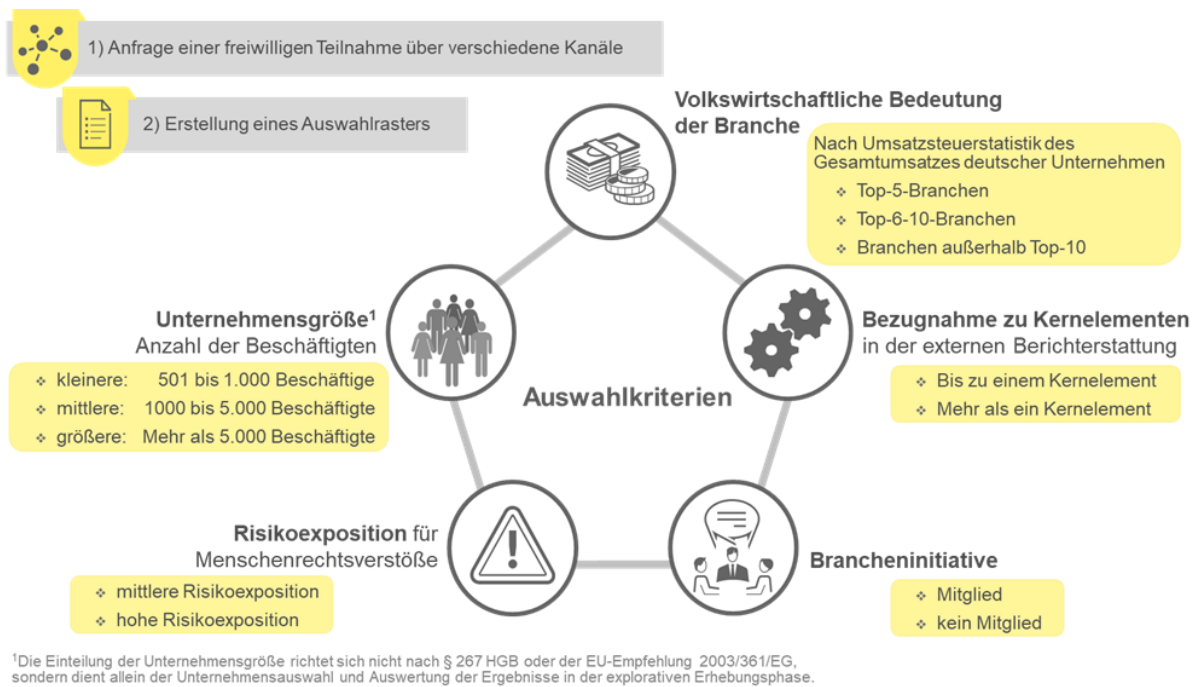 1) Anfrage einer freiwilligen Teilnahme über verschiedene Kanäle
2) Erstellung eines Auswahlrasters
Volkswirtschaftliche Bedeutung
der Branche
Nach Umsatzsteuerstatistik des
Gesamtumsatzes deutscher Unternehmen
❖ Top-5-Branchen
❖ Top-6-10-Branchen
❖ Branchen außerhalb Top-10
Unternehmensgröße¹
Anzahl der Beschäftigten
❖ kleinere: 501 bis 1.000 Beschäftige
❖ mittlere: 1000 bis 5.000 Beschäftigte
❖ größere: Mehr als 5.000 Beschäftigte
Bezugnahme zu Kernelementen
in der externen Berichterstattung
❖ Bis zu einem Kernelement
❖ Mehr als ein Kernelement
Auswahlkriterien
Risikoexposition für
Menschenrechtsverstöße
❖ mittlere Risikoexposition
❖ hohe Risikoexposition
Brancheninitiative
❖ Mitglied
❖ kein Mitglied
¹Die Einteilung der Unternehmensgröße richtet sich nicht nach § 267 HGB oder der EU-Empfehlung 2003/361/EG,
sondern dient allein der Unternehmensauswahl und Auswertung der Ergebnisse in der explorativen Erhebungsphase.